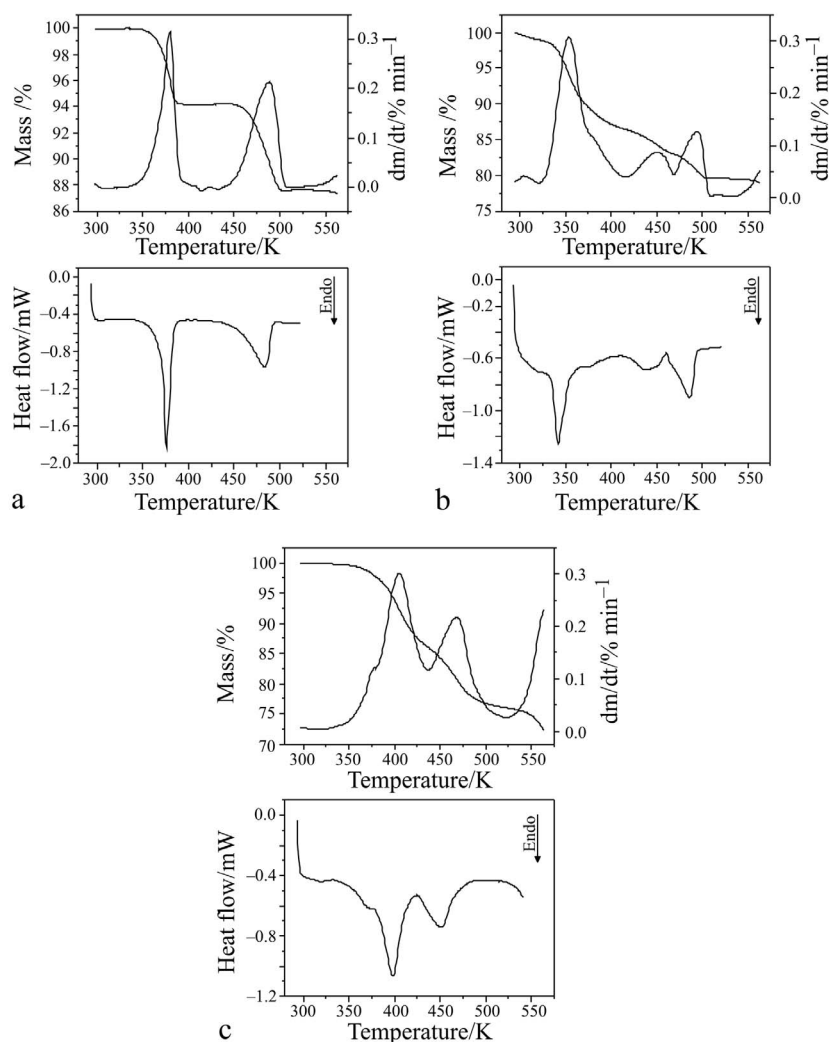 100
98
96
94
92
90
88
86
Mass /%
0.3
0.2
0.1
0.0
dm/dt/% min–1
300 350 400 450 500 550
Temperature/K
0.0
–0.4
–0.8
–1.2
–1.6
–2.0
Heat flow/mW
Endo
300 350 400 450 500 550
Temperature/K
a
100
95
90
85
80
75
Mass/%
0.3
0.2
0.1
0.0
dm/dt/% min–1
300 350 400 450 500 550
Temperature/K
0.0
–0.2
–0.6
–1.0
–1.4
Heat flow/mW
Endo
300 350 400 450 500 550
Temperature/K
b
100
95
90
85
80
75
70
Mass/%
0.3
0.2
0.1
0.0
dm/dt/% min–1
300 350 400 450 500 550
Temperature/K
0.0
–0.4
–0.8
–1.2
Heat flow/mW
Endo
300 350 400 450 500 550
Temperature/K
c